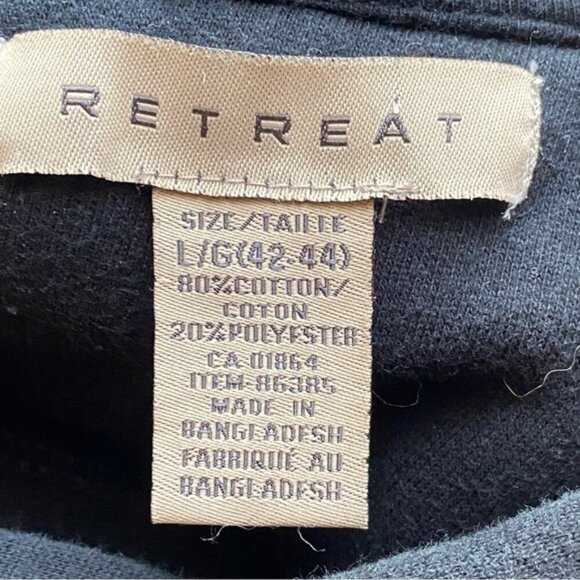 RETREAT
SIZE/TAILLE
L/G(42-44)
80%COTTON/
COTON
20%POLYESTER
CA 01864
ITEM-86385
MADE IN
BANGLADESH
FABRIQUÉ AU
BANGLADESH